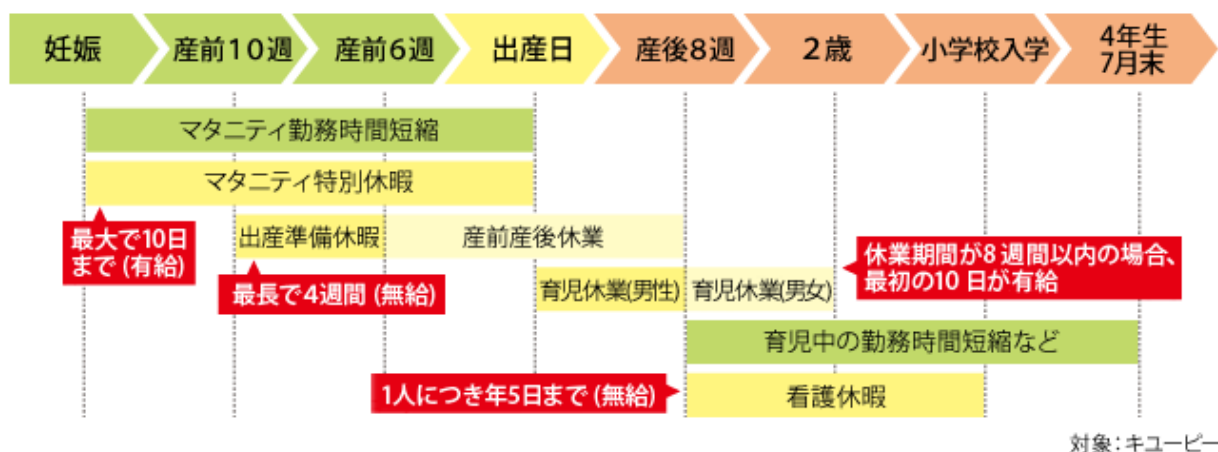 妊娠
産前10週
産前6週
出産日
産後8週
2歳
小学校入学
4年生
7月末
マタニティ勤務時間短縮
マタニティ特別休暇
最大で10日
まで(有給)
出産準備休暇
産前産後休業
最長で4週間(無給)
育児休業(男性)
育児休業(男女)
休業期間が8週間以内の場合、
最初の10日が有給
育児中の勤務時間短縮など
1人につき年5日まで(無給)
看護休暇
対象：キユーピー